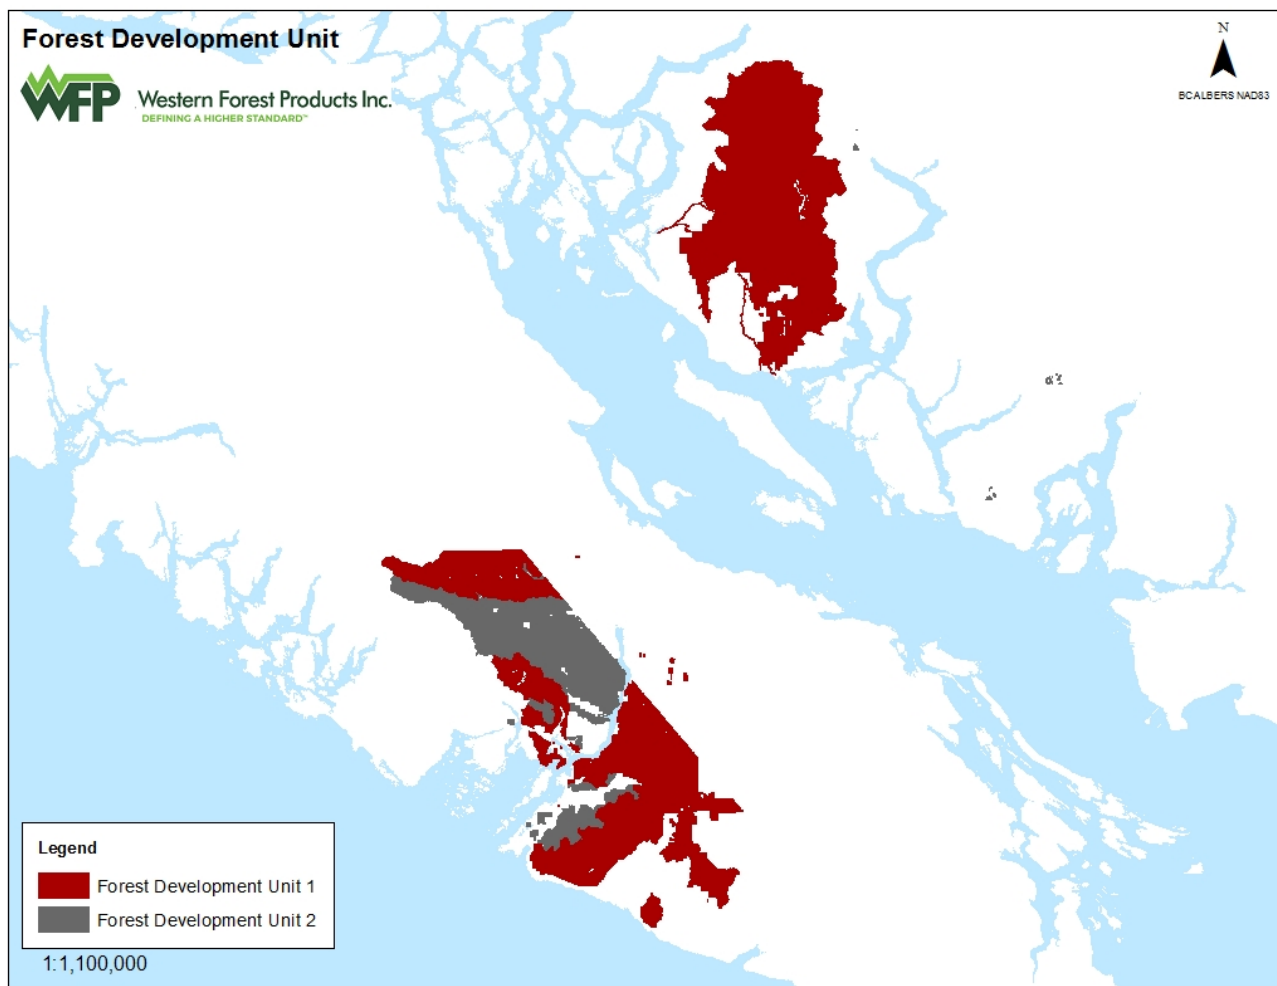 Forest Development Unit
WFP Western Forest Products Inc.
DEFINING A HIGHER STANDARD™
N
BCALBERS NAD83
Legend
Forest Development Unit 1
Forest Development Unit 2
1:1,100,000